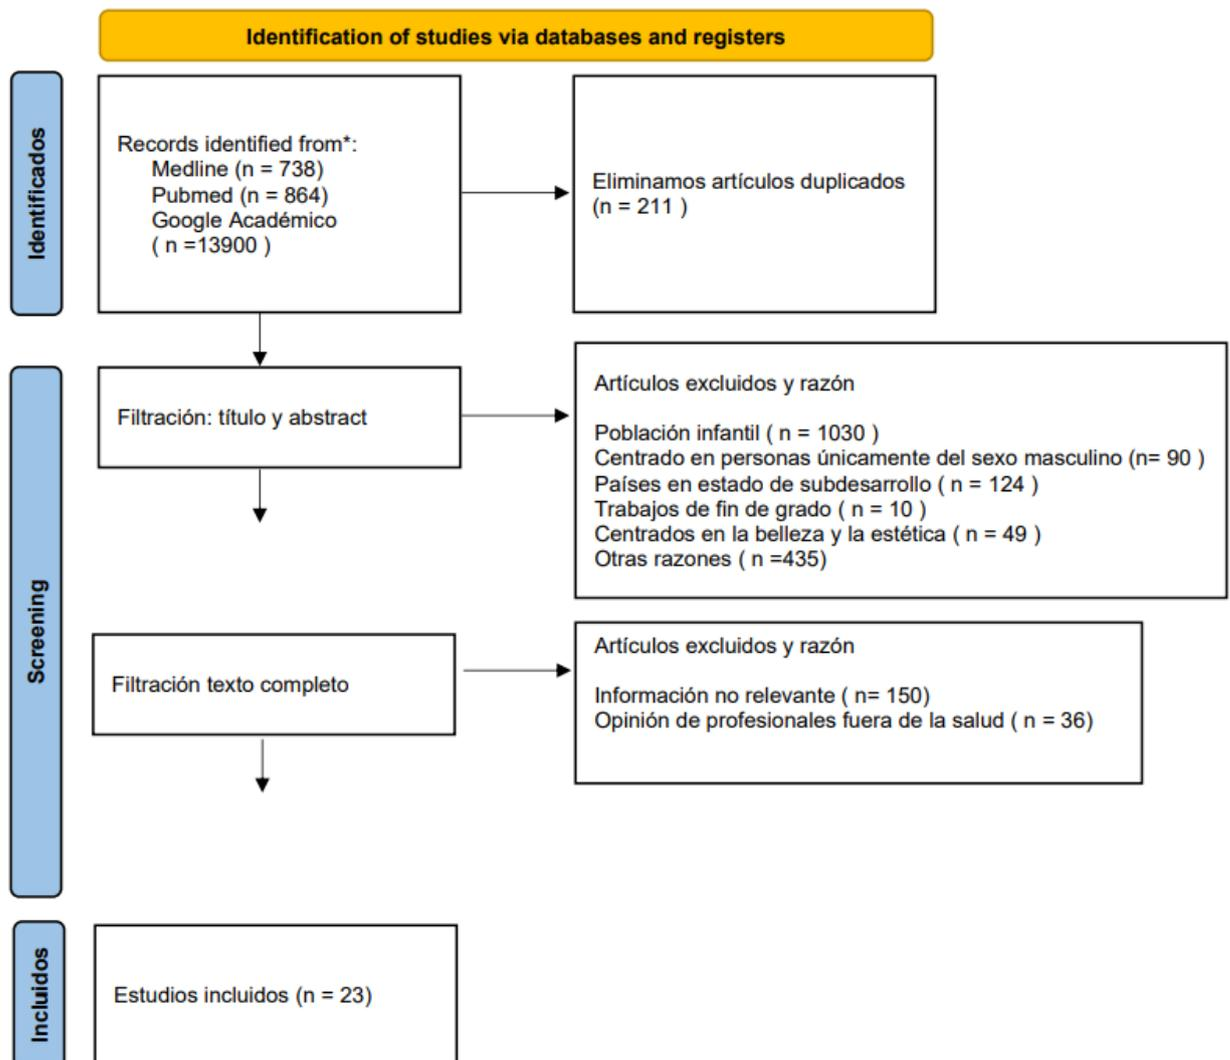 Identification of studies via databases and registers
Identificados
Records identified from*:
Medline (n = 738)
Pubmed (n = 864)
Google Académico
( n =13900 )
Eliminamos artículos duplicados
(n = 211 )
Screening
Filtración: título y abstract
Artículos excluidos y razón
Población infantil ( n = 1030 )
Centrado en personas únicamente del sexo masculino (n= 90 )
Países en estado de subdesarrollo ( n = 124 )
Trabajos de fin de grado ( n = 10 )
Centrados en la belleza y la estética ( n = 49 )
Otras razones ( n =435)
Filtración texto completo
Artículos excluidos y razón
Información no relevante ( n= 150)
Opinión de profesionales fuera de la salud ( n = 36)
Incluidos
Estudios incluidos (n = 23)